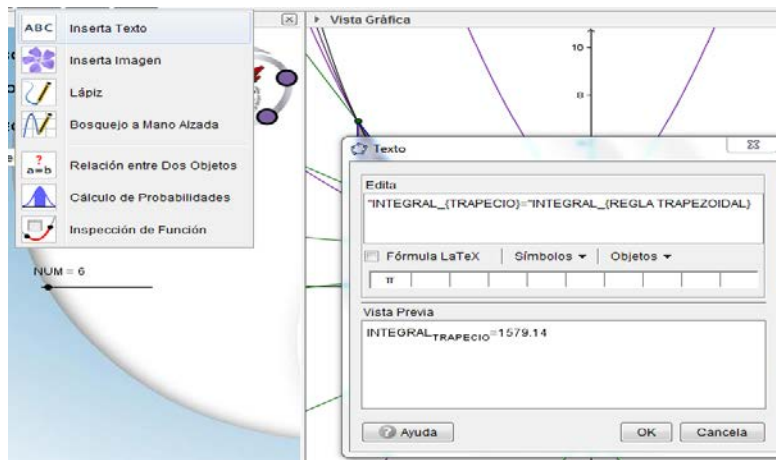 ABC Inserta Texto
Inserta Imagen
Lápiz
Bosquejo a Mano Alzada
? a=b Relación entre Dos Objetos
Cálculo de Probabilidades
Inspección de Función
NUM = 6
Vista Gráfica
10
8
Texto
Edita
"INTEGRAL_{TRAPECIO}="INTEGRAL_{REGLA TRAPEZOIDAL}
Fórmula LaTeX Símbolos Objetos
π
Vista Previa
INTEGRAL_TRAPECIO=1579.14
Ayuda OK Cancela